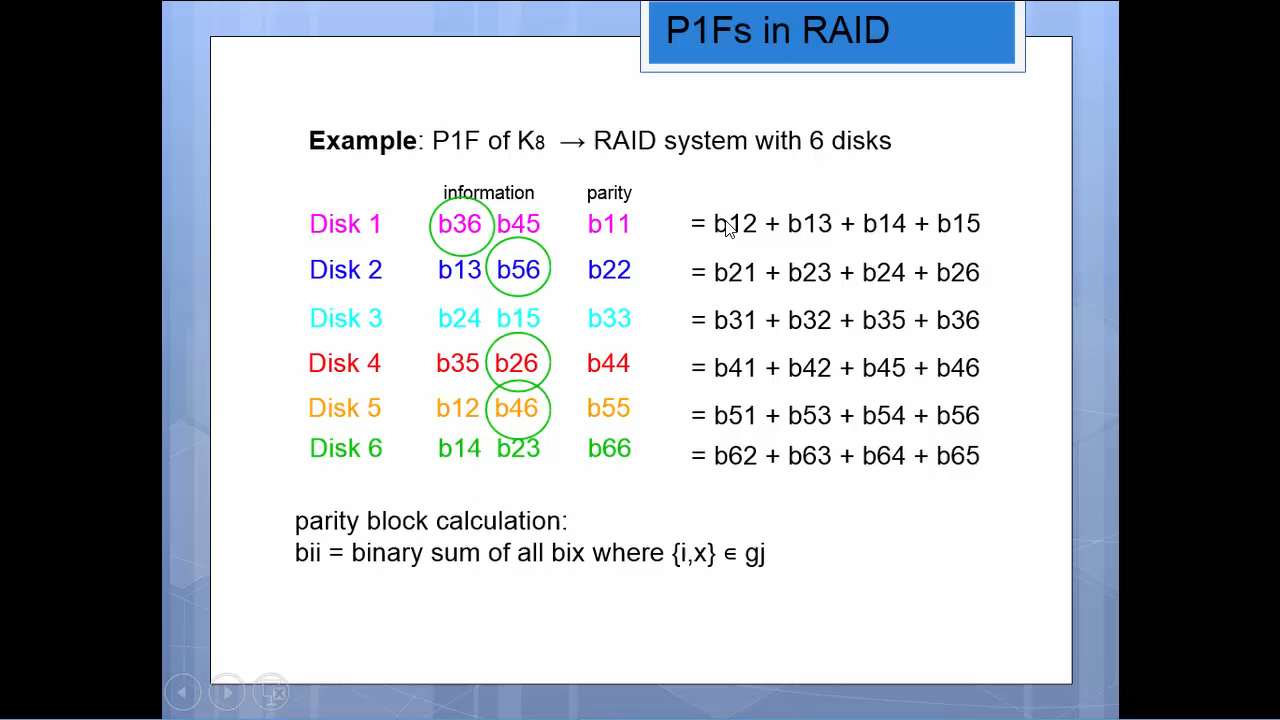 P1Fs in RAID
Example: P1F of K8 → RAID system with 6 disks
information parity
Disk 1 b36 b45 b11 = b12 + b13 + b14 + b15
Disk 2 b13 b56 b22 = b21 + b23 + b24 + b26
Disk 3 b24 b15 b33 = b31 + b32 + b35 + b36
Disk 4 b35 b26 b44 = b41 + b42 + b45 + b46
Disk 5 b12 b46 b55 = b51 + b53 + b54 + b56
Disk 6 b14 b23 b66 = b62 + b63 + b64 + b65
parity block calculation:
bii = binary sum of all bix where {i,x} ∊ gj